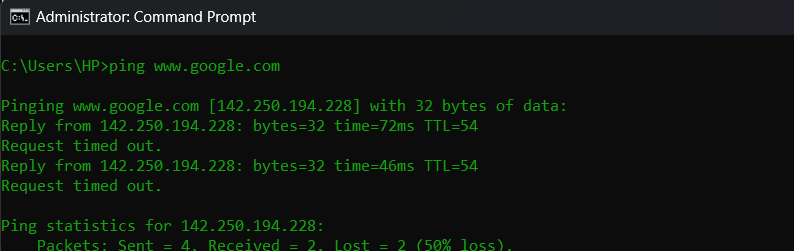 Administrator: Command Prompt
C:\Users\HP>ping www.google.com
Pinging www.google.com [142.250.194.228] with 32 bytes of data:
Reply from 142.250.194.228: bytes=32 time=72ms TTL=54
Request timed out.
Reply from 142.250.194.228: bytes=32 time=46ms TTL=54
Request timed out.
Ping statistics for 142.250.194.228:
    Packets: Sent = 4, Received = 2, Lost = 2 (50% loss),